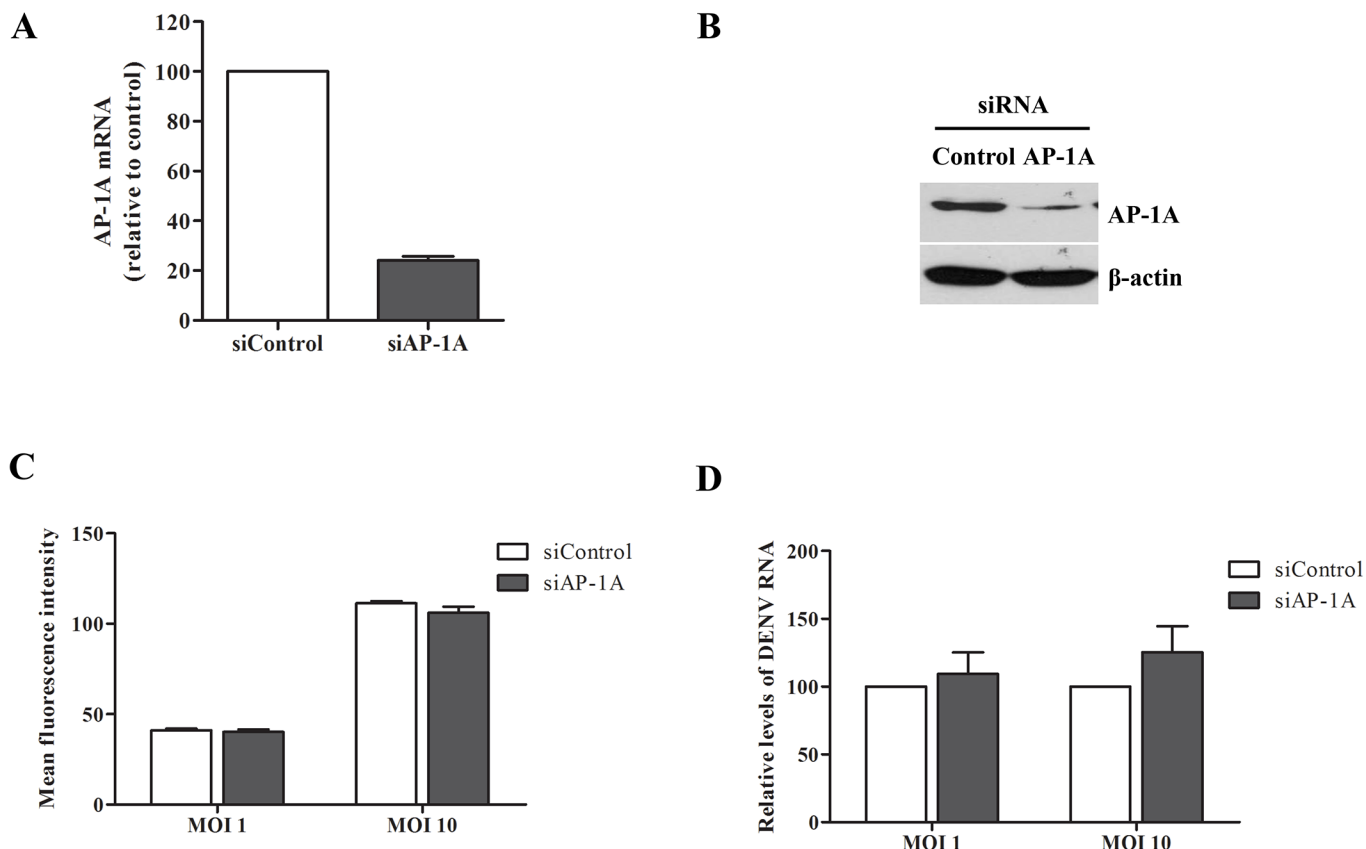 A
AP-1A mRNA
(relative to control)
120
100
80
60
40
20
0
siControl
siAP-1A
B
siRNA
Control AP-1A
AP-1A
β-actin
C
Mean fluorescence intensity
150
100
50
0
MOI 1
MOI 10
siControl
siAP-1A
D
Relative levels of DENV RNA
200
150
100
50
0
MOI 1
MOI 10
siControl
siAP-1A